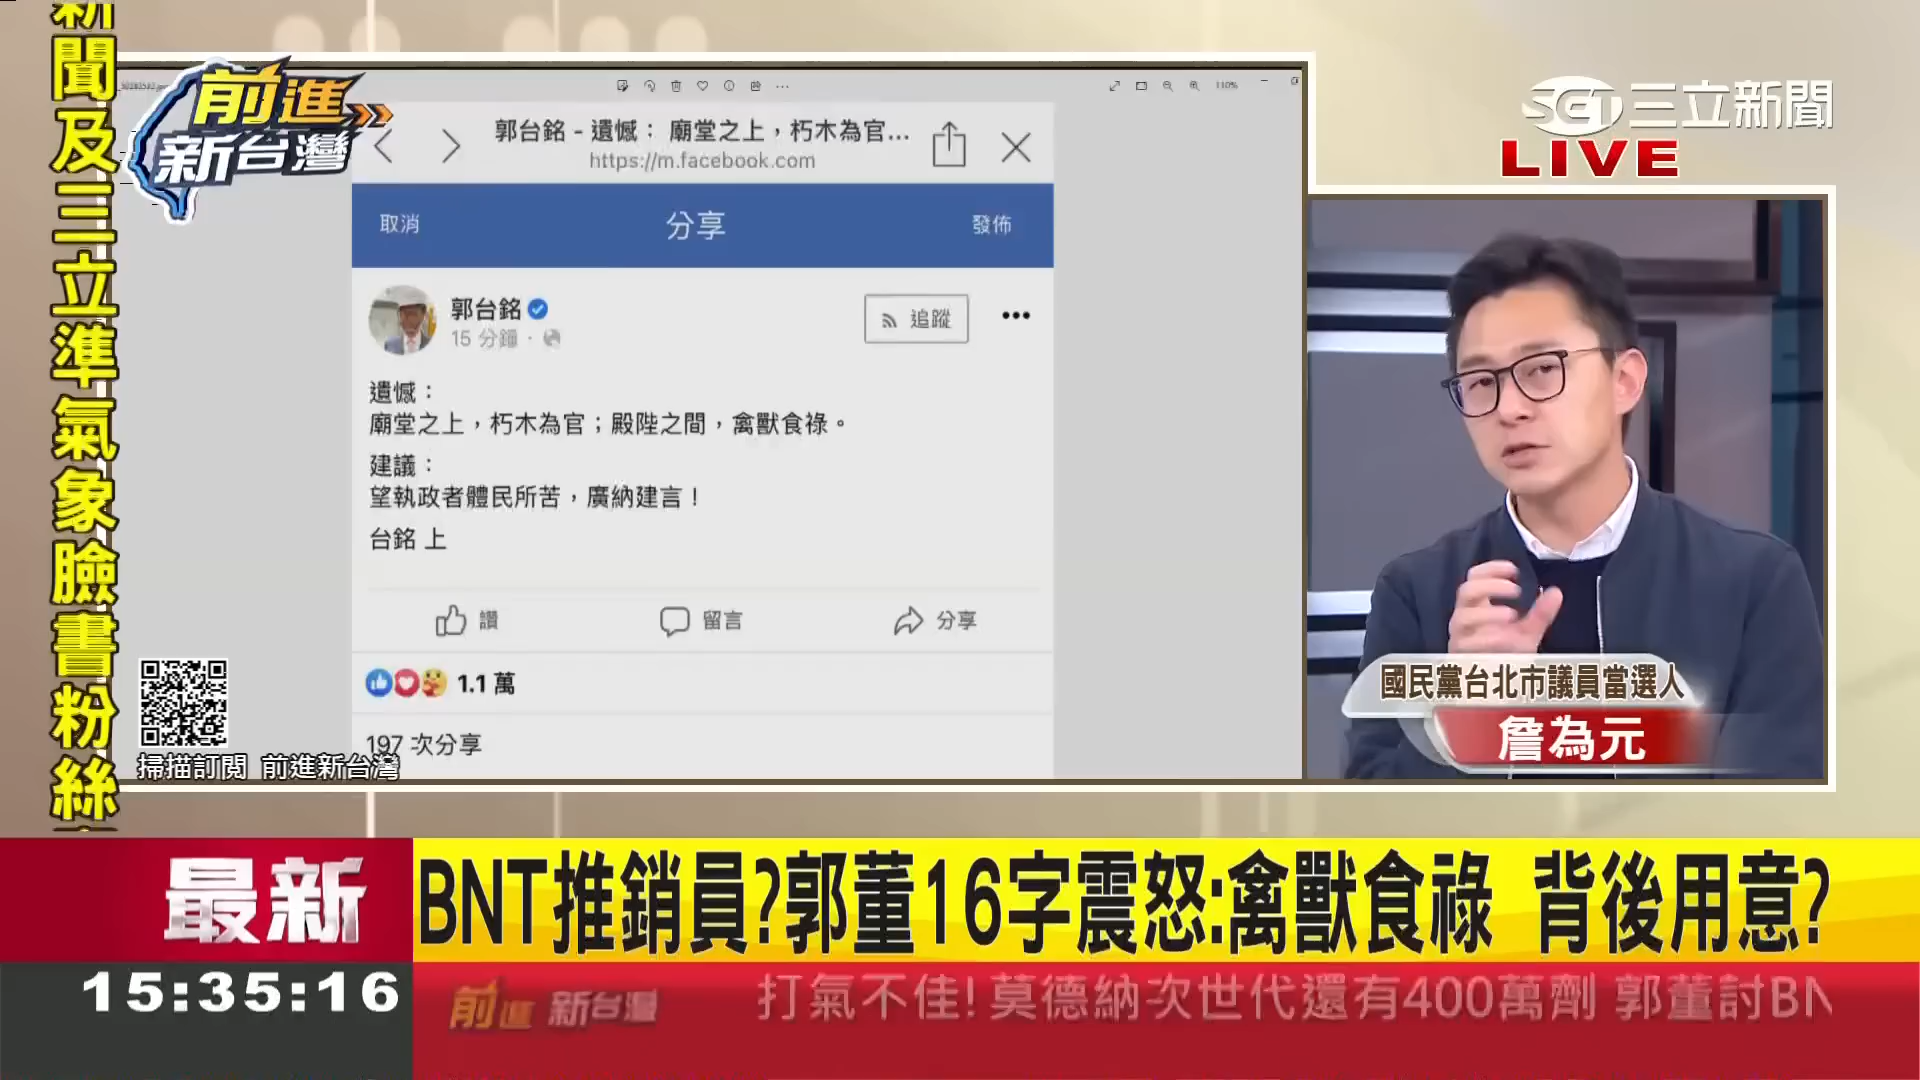 新聞及三立準氣象臉書粉絲
前進
新台灣
110%
郭台銘 - 遺憾： 廟堂之上，朽木為官...
https://m.facebook.com
取消
分享
發佈
郭台銘
15 分鐘
追蹤
遺憾：
廟堂之上，朽木為官；殿陛之間，禽獸食祿。
建議：
望執政者體民所苦，廣納建言！
台銘 上
讚
留言
分享
1.1 萬
197 次分享
掃描訂閱 前進新台灣
SET三立新聞
LIVE
國民黨台北市議員當選人
詹為元
最新
BNT推銷員?郭董16字震怒:禽獸食祿 背後用意?
15:35:16
前進 新台灣
打氣不佳!莫德納次世代還有400萬劑 郭董討BN